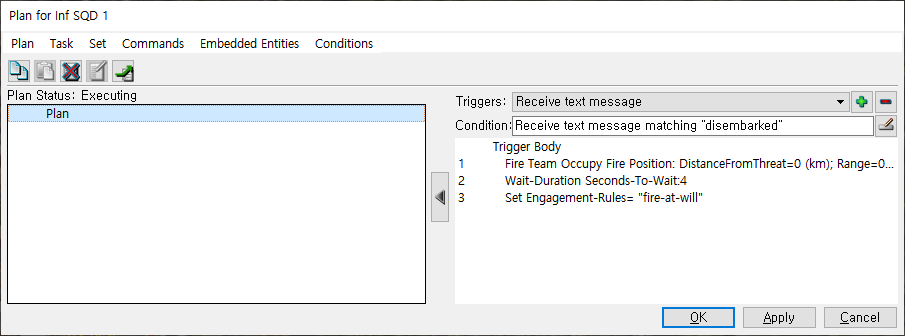 Plan for Inf SQD 1
Plan Task Set Commands Embedded Entities Conditions
Plan Status: Executing
Plan
Triggers: Receive text message
Condition: Receive text message matching "disembarked"
Trigger Body
1 Fire Team Occupy Fire Position: DistanceFromThreat=0 (km); Range=0...
2 Wait-Duration Seconds-To-Wait:4
3 Set Engagement-Rules= "fire-at-will"
OK Apply Cancel